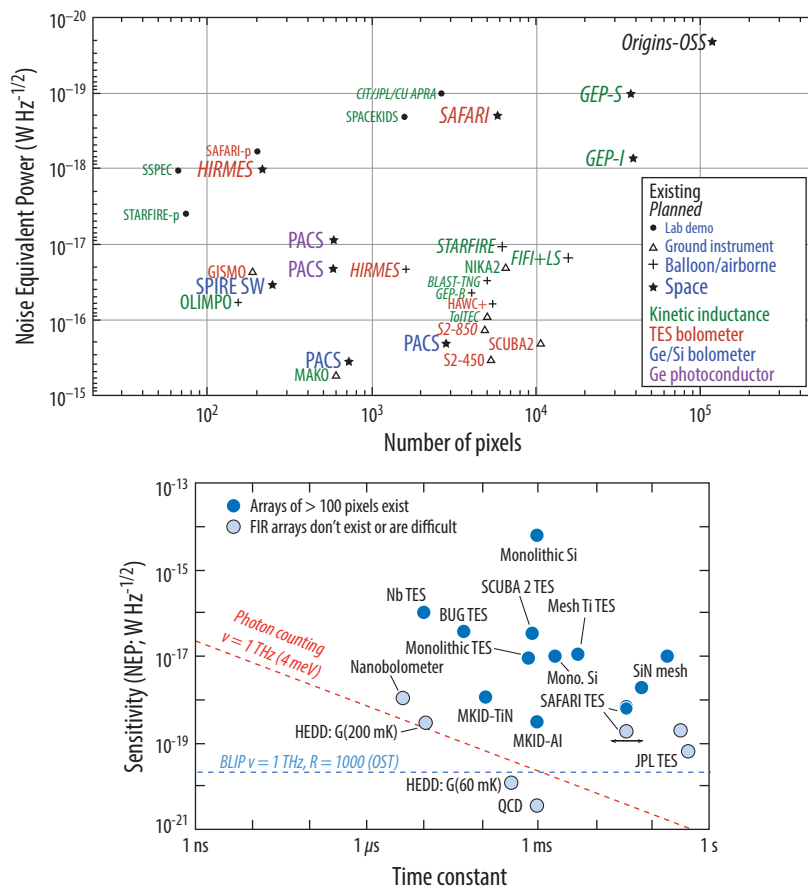 10⁻²⁰
10⁻¹⁹
10⁻¹⁸
10⁻¹⁷
10⁻¹⁶
10⁻¹⁵
Noise Equivalent Power (W Hz⁻¹/²)
Origins-OSS
CIT/JPL/CU APRA
GEP-S
SPACEKIDS
SAFARI
SAFARI-p
SSPEC
HIRMES
GEP-I
STARFIRE-p
PACS
STARFIRE
FIFI+LS
GISMO
PACS
HIRMES
NIKA2
SPIRE SW
BLAST-TNG
OLIMPO
GEP-R
HAWC+
TolTEC
S2-850
PACS
SCUBA2
PACS
S2-450
MAKO
Existing
Planned
Lab demo
Ground instrument
Balloon/airborne
Space
Kinetic inductance
TES bolometer
Ge/Si bolometer
Ge photoconductor
10²
10³
10⁴
10⁵
Number of pixels
10⁻¹³
10⁻¹⁵
10⁻¹⁷
10⁻¹⁹
10⁻²¹
Sensitivity (NEP; W Hz⁻¹/²)
Arrays of > 100 pixels exist
FIR arrays don't exist or are difficult
Monolithic Si
SCUBA 2 TES
Nb TES
BUG TES
Mesh Ti TES
Photon counting
ν = 1 THz (4 meV)
Monolithic TES
Mono. Si
SiN mesh
Nanobolometer
SAFARI TES
MKID-TiN
HEDD: G(200 mK)
MKID-Al
JPL TES
BLIP ν = 1 THz, R = 1000 (OST)
HEDD: G(60 mK)
QCD
1 ns
1 μs
1 ms
1 s
Time constant